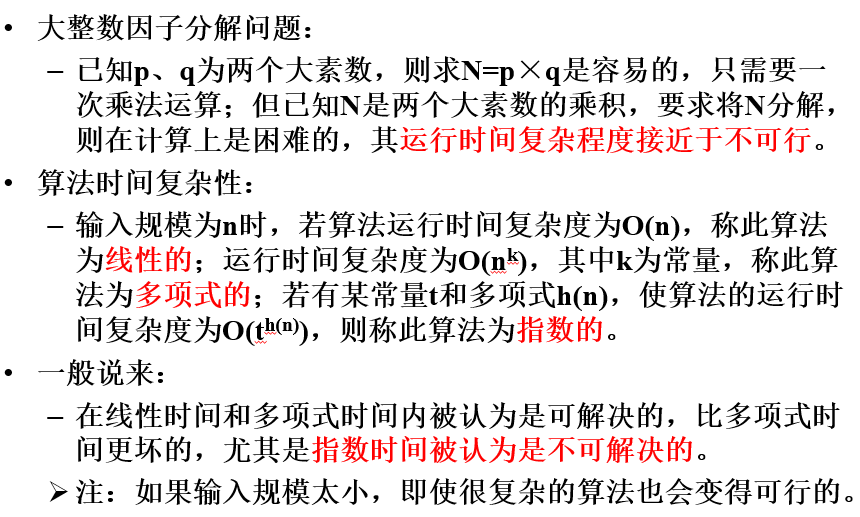 • 大整数因子分解问题：
– 已知p、q为两个大素数，则求N=p×q是容易的，只需要一
次乘法运算；但已知N是两个大素数的乘积，要求将N分解，
则在计算上是困难的，其运行时间复杂程度接近于不可行。
• 算法时间复杂性：
– 输入规模为n时，若算法运行时间复杂度为O(n)，称此算法
为线性的；运行时间复杂度为O(nᵏ)，其中k为常量，称此算
法为多项式的；若有某常量t和多项式h(n)，使算法的运行时
间复杂度为O(tʰ⁽ⁿ⁾)，则称此算法为指数的。
• 一般说来：
– 在线性时间和多项式时间内被认为是可解决的，比多项式时
间更坏的，尤其是指数时间被认为是不可解决的。
➢ 注：如果输入规模太小，即使很复杂的算法也会变得可行的。